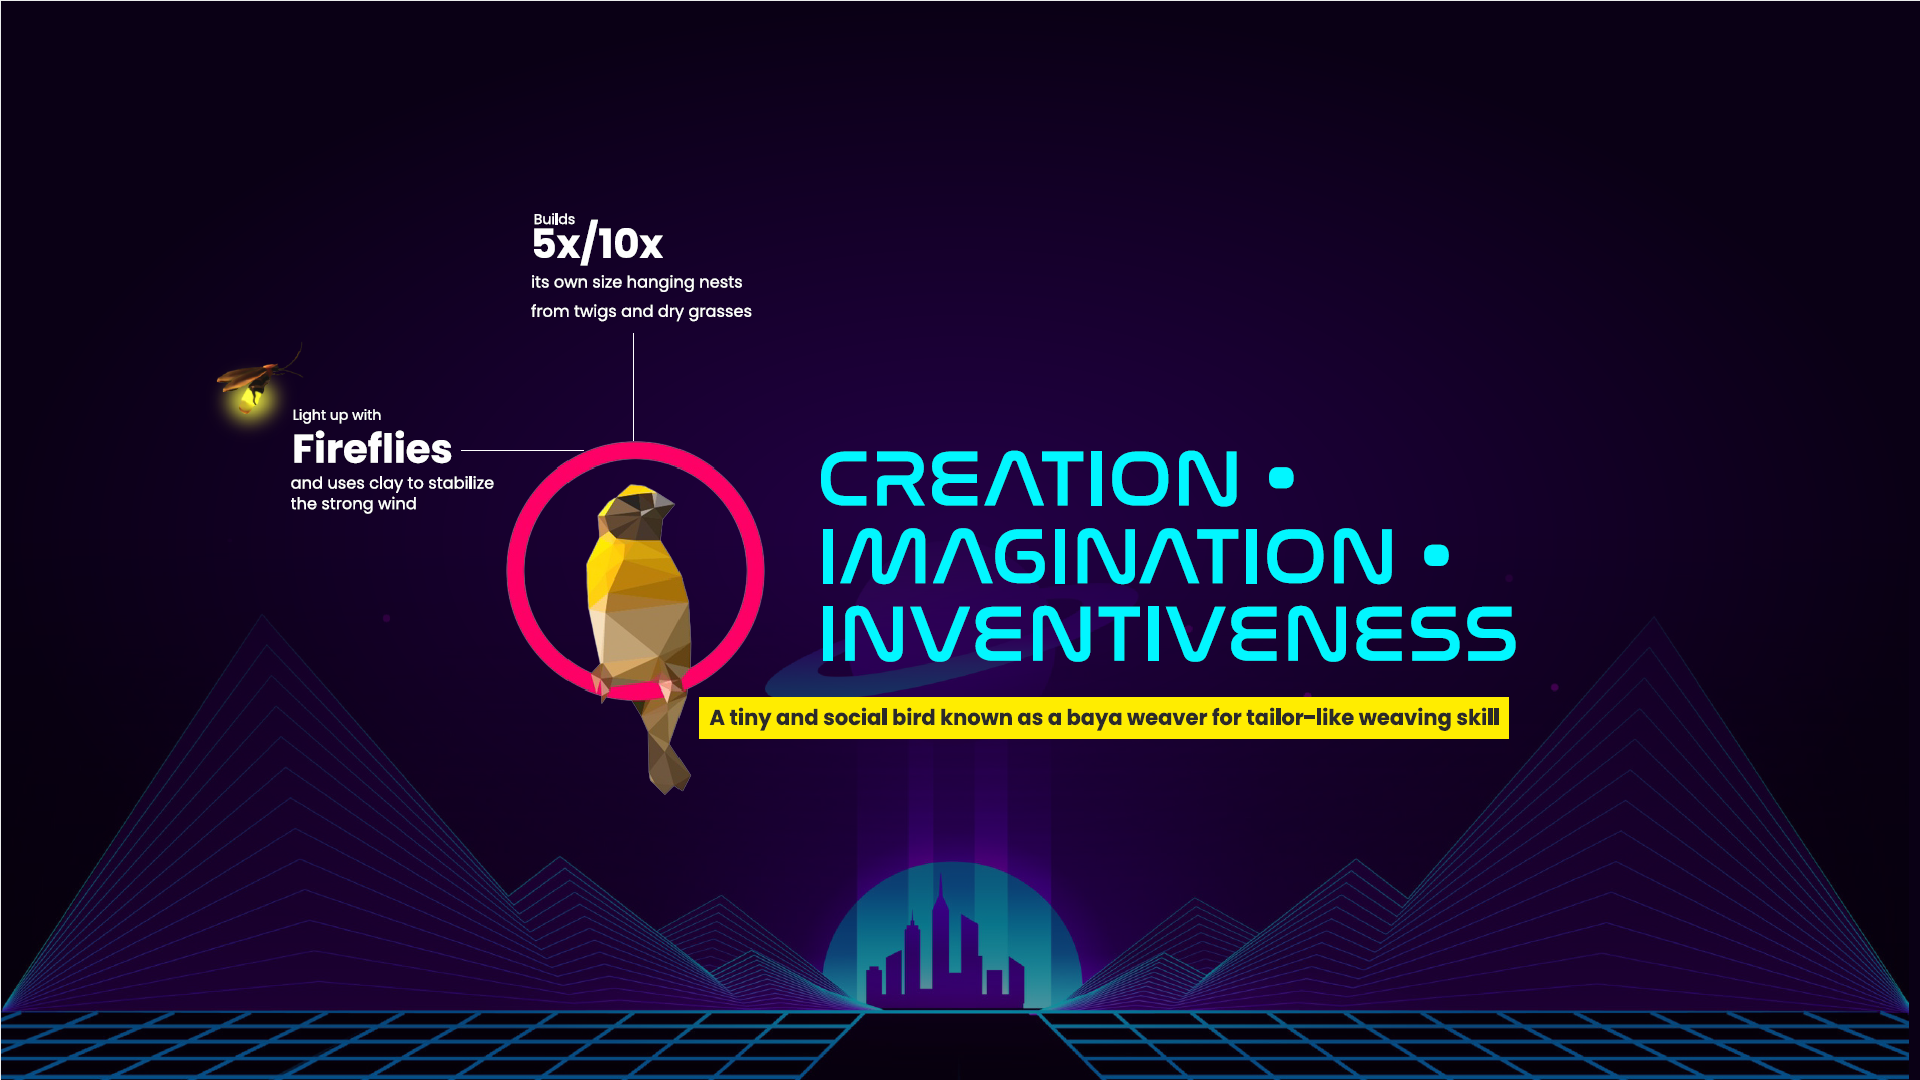 Builds
5x/10x
its own size hanging nests
from twigs and dry grasses
Light up with
Fireflies
and uses clay to stabilize
the strong wind
CREATION •
IMAGINATION •
INVENTIVENESS
A tiny and social bird known as a baya weaver for tailor-like weaving skill